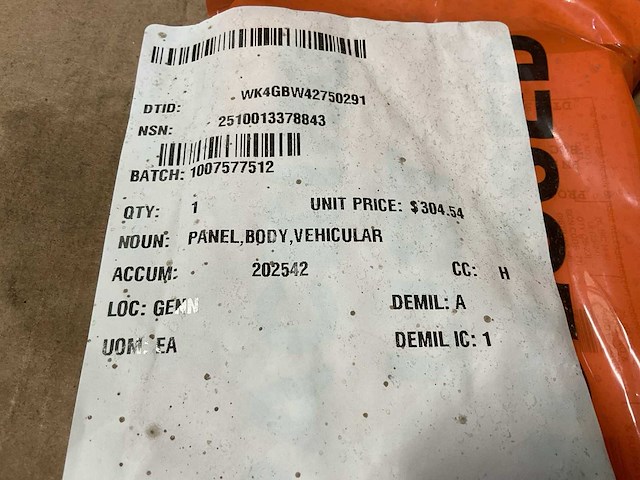 DTID: WK4GBW42750291
NSN: 2510013378843
BATCH: 1007577512
QTY: 1 UNIT PRICE: $304.54
NOUN: PANEL,BODY,VEHICULAR
ACCUM: 202542 CC: H
LOC: GENN DEMIL: A
UOM: EA DEMIL IC: 1